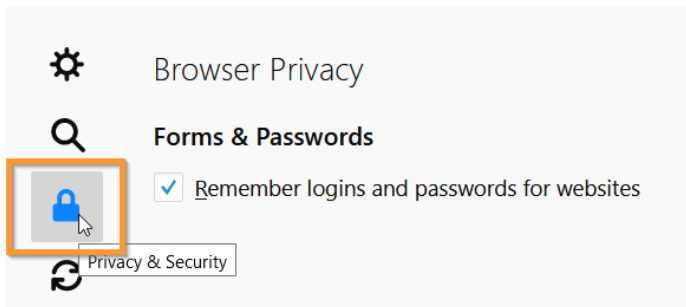 Browser Privacy
Forms & Passwords
Remember logins and passwords for websites
Privacy & Security